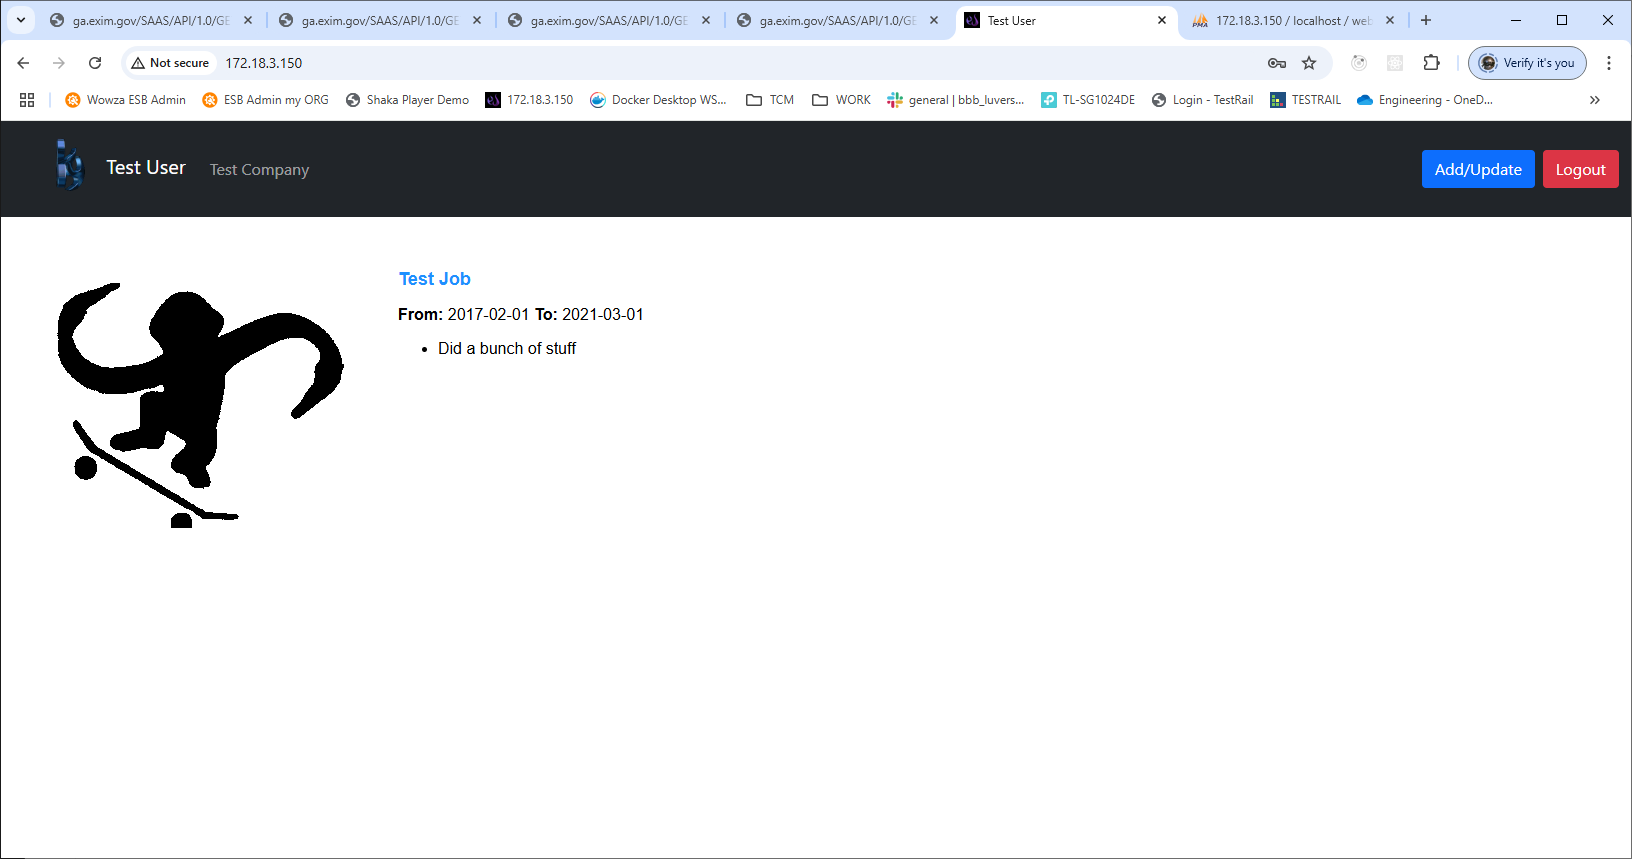 ga.exim.gov/SAAS/API/1.0/GE
ga.exim.gov/SAAS/API/1.0/GE
ga.exim.gov/SAAS/API/1.0/GE
ga.exim.gov/SAAS/API/1.0/GE
Test User
172.18.3.150 / localhost / web
Not secure
172.18.3.150
Verify it's you
Wowza ESB Admin
ESB Admin my ORG
Shaka Player Demo
172.18.3.150
Docker Desktop WS...
TCM
WORK
general | bbb_luvers...
TL-SG1024DE
Login - TestRail
TESTRAIL
Engineering - OneD...
Test User
Test Company
Add/Update
Logout
Test Job
From: 2017-02-01 To: 2021-03-01
• Did a bunch of stuff